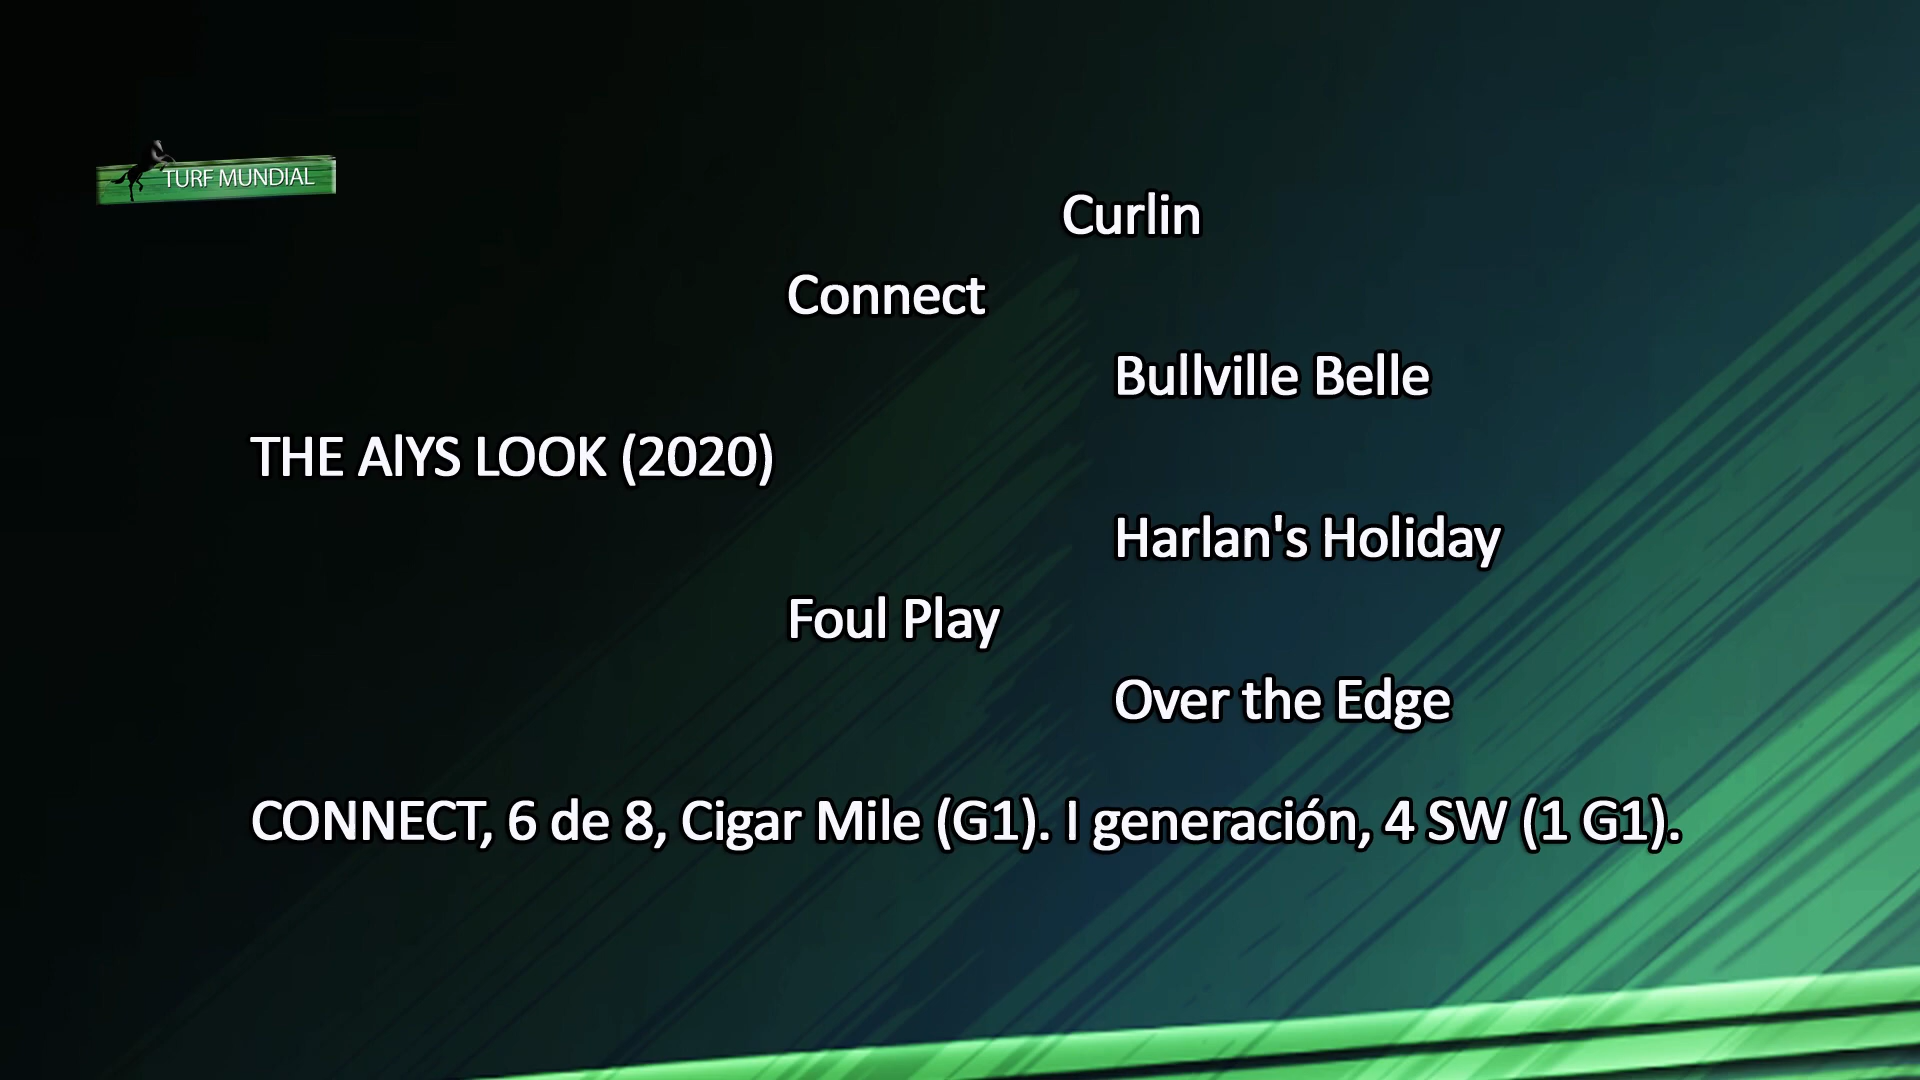 TURF MUNDIAL
Curlin
Connect
Bullville Belle
THE AlYS LOOK (2020)
Harlan's Holiday
Foul Play
Over the Edge
CONNECT, 6 de 8, Cigar Mile (G1). I generación, 4 SW (1 G1).